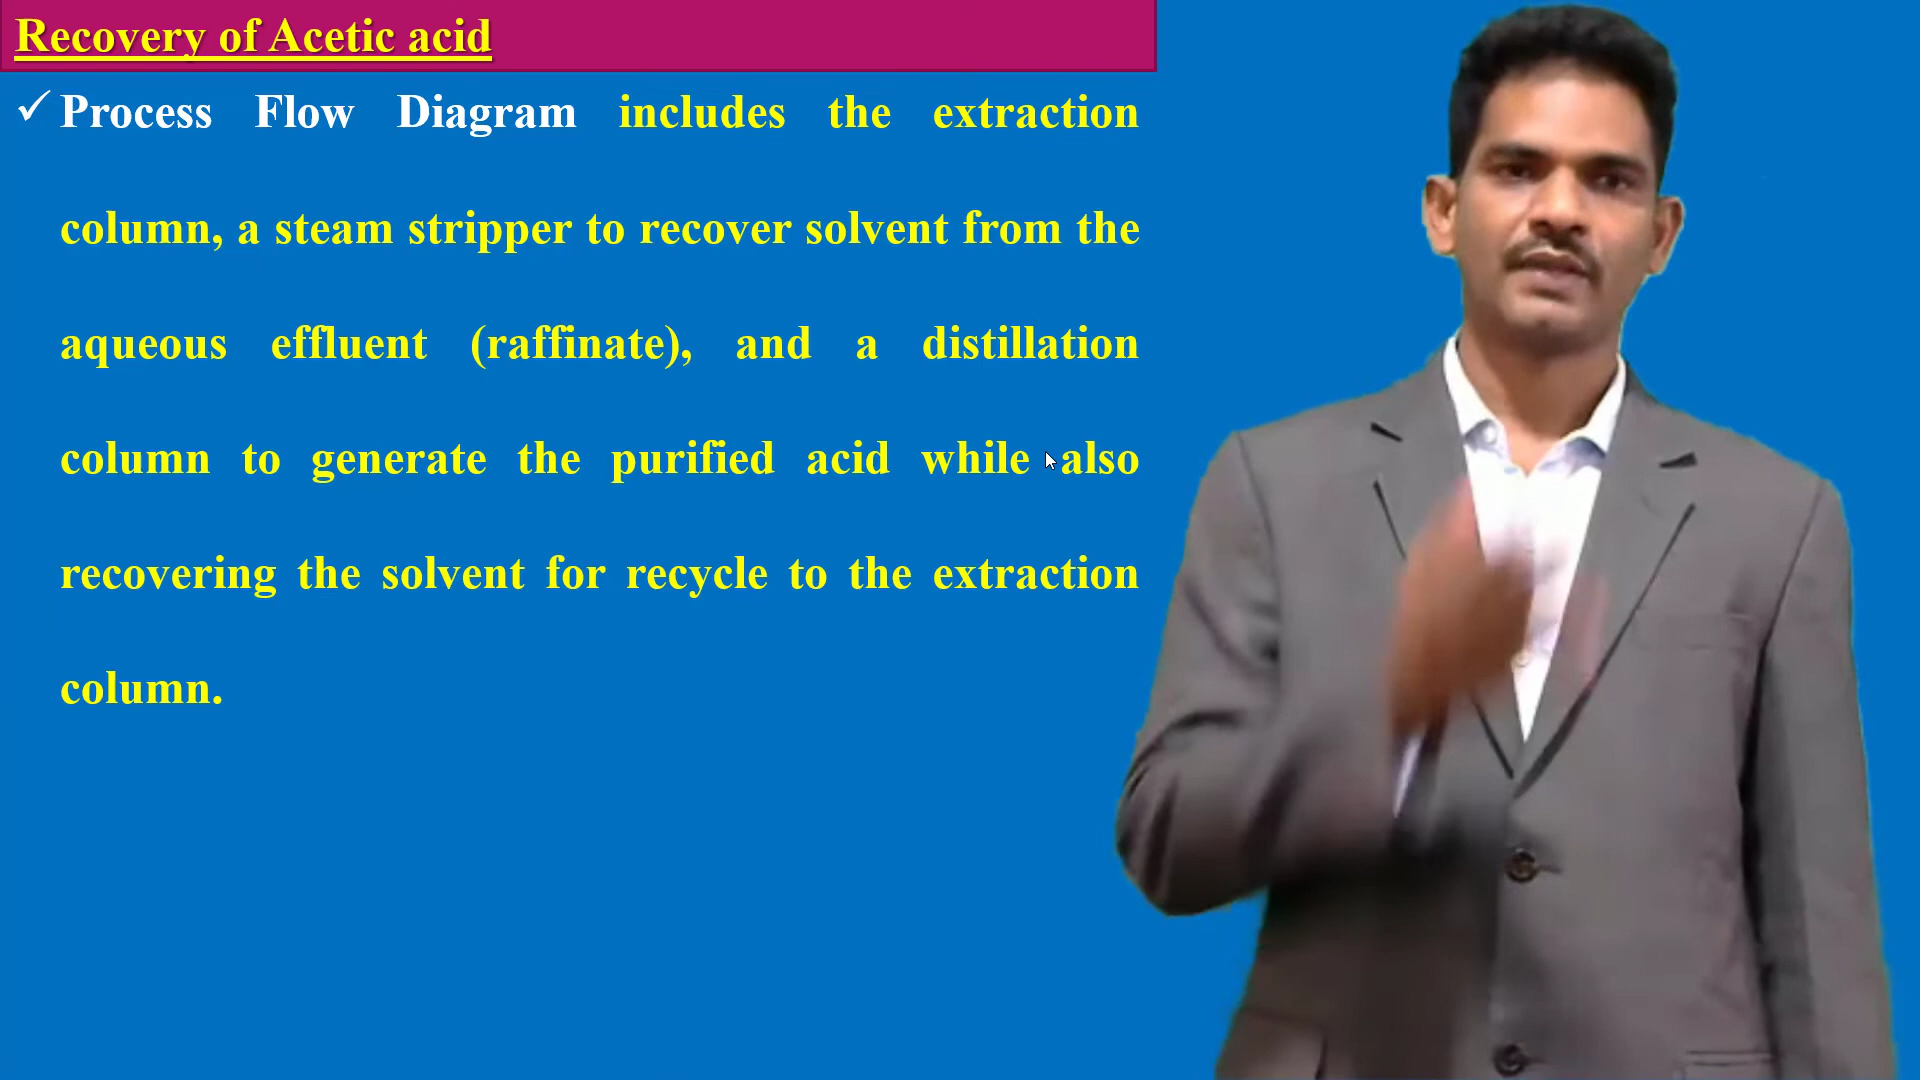 Recovery of Acetic acid
✓ Process Flow Diagram includes the extraction
column, a steam stripper to recover solvent from the
aqueous effluent (raffinate), and a distillation
column to generate the purified acid while also
recovering the solvent for recycle to the extraction
column.